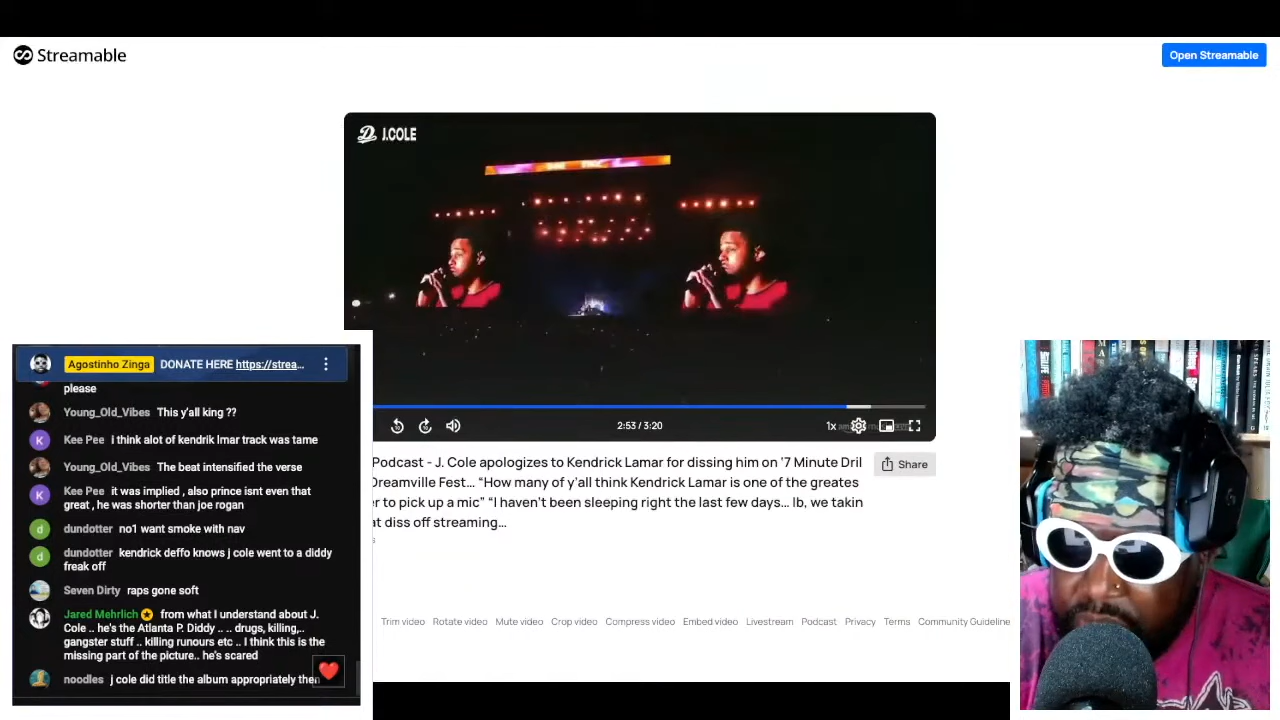 Streamable
Open Streamable
J.COLE
2:53 / 3:20
1x
Podcast - J. Cole apologizes to Kendrick Lamar for dissing him on '7 Minute Dril
Dreamville Fest... “How many of y’all think Kendrick Lamar is one of the greates
er to pick up a mic” “I haven’t been sleeping right the last few days... Ib, we takin
at diss off streaming...
Share
Trim video Rotate video Mute video Crop video Compress video Embed video Livestream Podcast Privacy Terms Community Guideline
Agostinho Zinga DONATE HERE https://strea...
please
Young_Old_Vibes This y'all king ??
Kee Pee i think alot of kendrik lmar track was tame
Young_Old_Vibes The beat intensified the verse
Kee Pee it was implied , also prince isnt even that
great , he was shorter than joe rogan
dundotter no1 want smoke with nav
dundotter kendrick deffo knows j cole went to a diddy
freak off
Seven Dirty raps gone soft
Jared Mehrlich from what I understand about J.
Cole .. he's the Atlanta P. Diddy .. .. drugs, killing,..
gangster stuff .. killing runours etc .. I think this is the
missing part of the picture.. he's scared
noodles j cole did title the album appropriately then